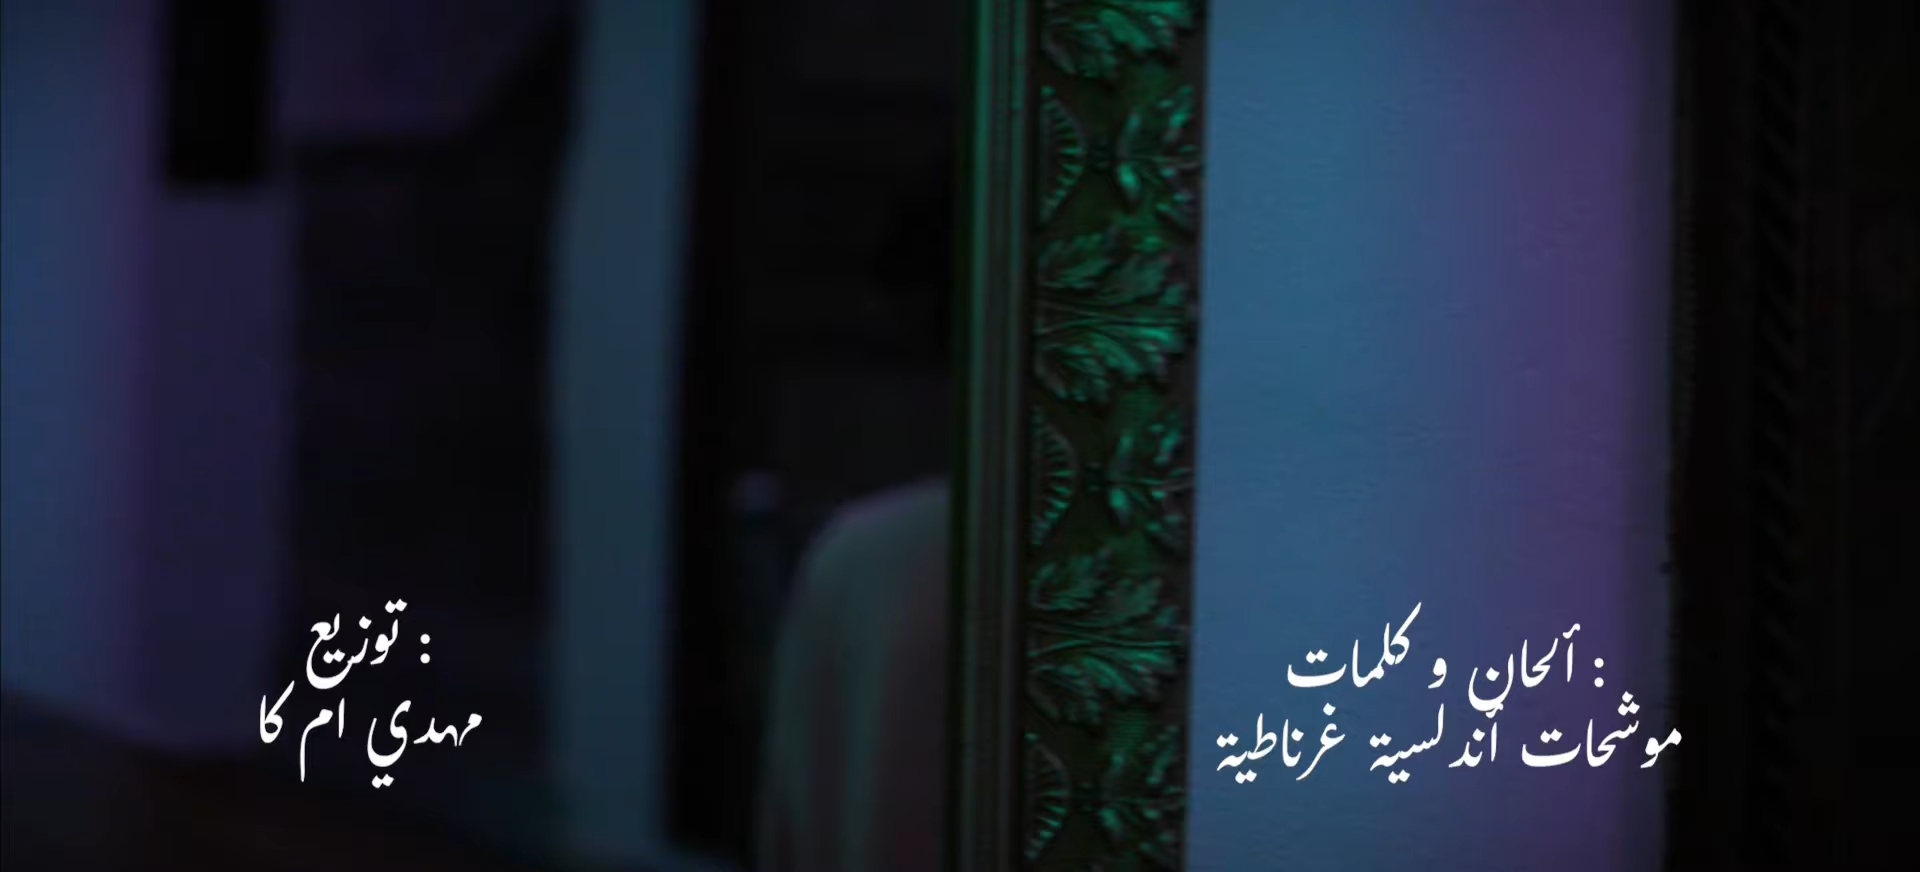 ألحان و كلمات :
موشحات أندلسية غرناطية
توزيع :
مهدي ام كا